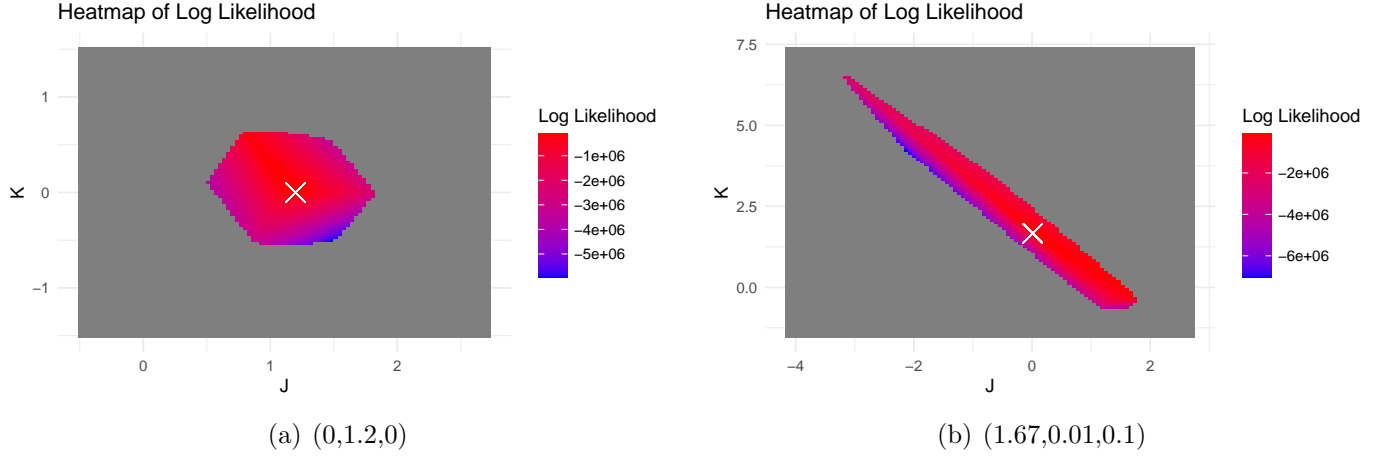 Heatmap of Log Likelihood
K
1
0
−1
0
1
2
J
Log Likelihood
−1e+06
−2e+06
−3e+06
−4e+06
−5e+06
(a) (0,1.2,0)
Heatmap of Log Likelihood
K
7.5
5.0
2.5
0.0
−4
−2
0
2
J
Log Likelihood
−2e+06
−4e+06
−6e+06
(b) (1.67,0.01,0.1)